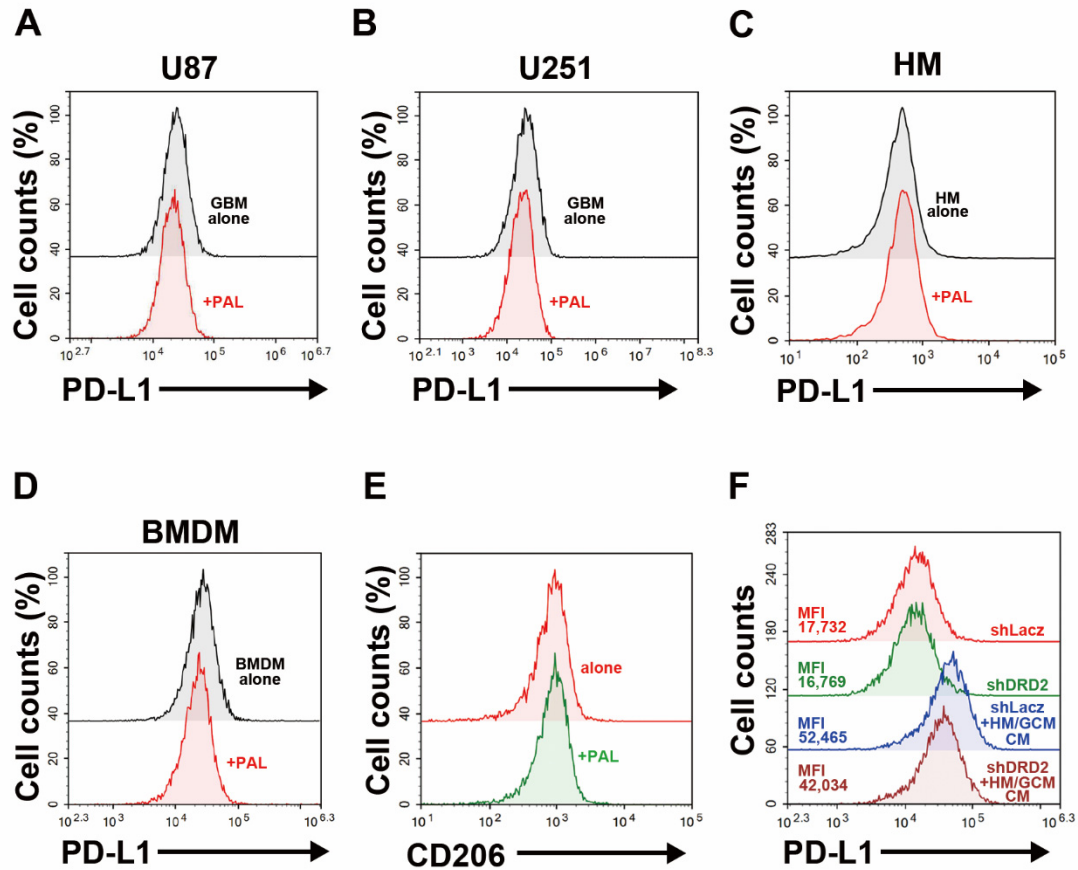 A
U87
Cell counts (%)
100
80
60
40
20
0
GBM
alone
+PAL
10^2.7 10^4 10^5 10^6 10^6.7
PD-L1
B
U251
Cell counts (%)
100
80
60
40
20
0
GBM
alone
+PAL
10^2.1 10^3 10^4 10^5 10^6 10^7 10^8.3
PD-L1
C
HM
Cell counts (%)
100
80
60
40
20
0
HM
alone
+PAL
10^1 10^2 10^3 10^4 10^5
PD-L1
D
BMDM
Cell counts (%)
100
80
60
40
20
0
BMDM
alone
+PAL
10^2.3 10^3 10^4 10^5 10^6.3
PD-L1
E
Cell counts (%)
100
80
60
40
20
0
alone
+PAL
10^1 10^2 10^3 10^4 10^5
CD206
F
Cell counts
283
240
180
120
60
0
MFI
17,732
shLacz
MFI
16,769
shDRD2
MFI
52,465
shLacz
+HM/GCM
CM
MFI
42,034
shDRD2
+HM/GCM
CM
10^2.3 10^3 10^4 10^5 10^6.3
PD-L1